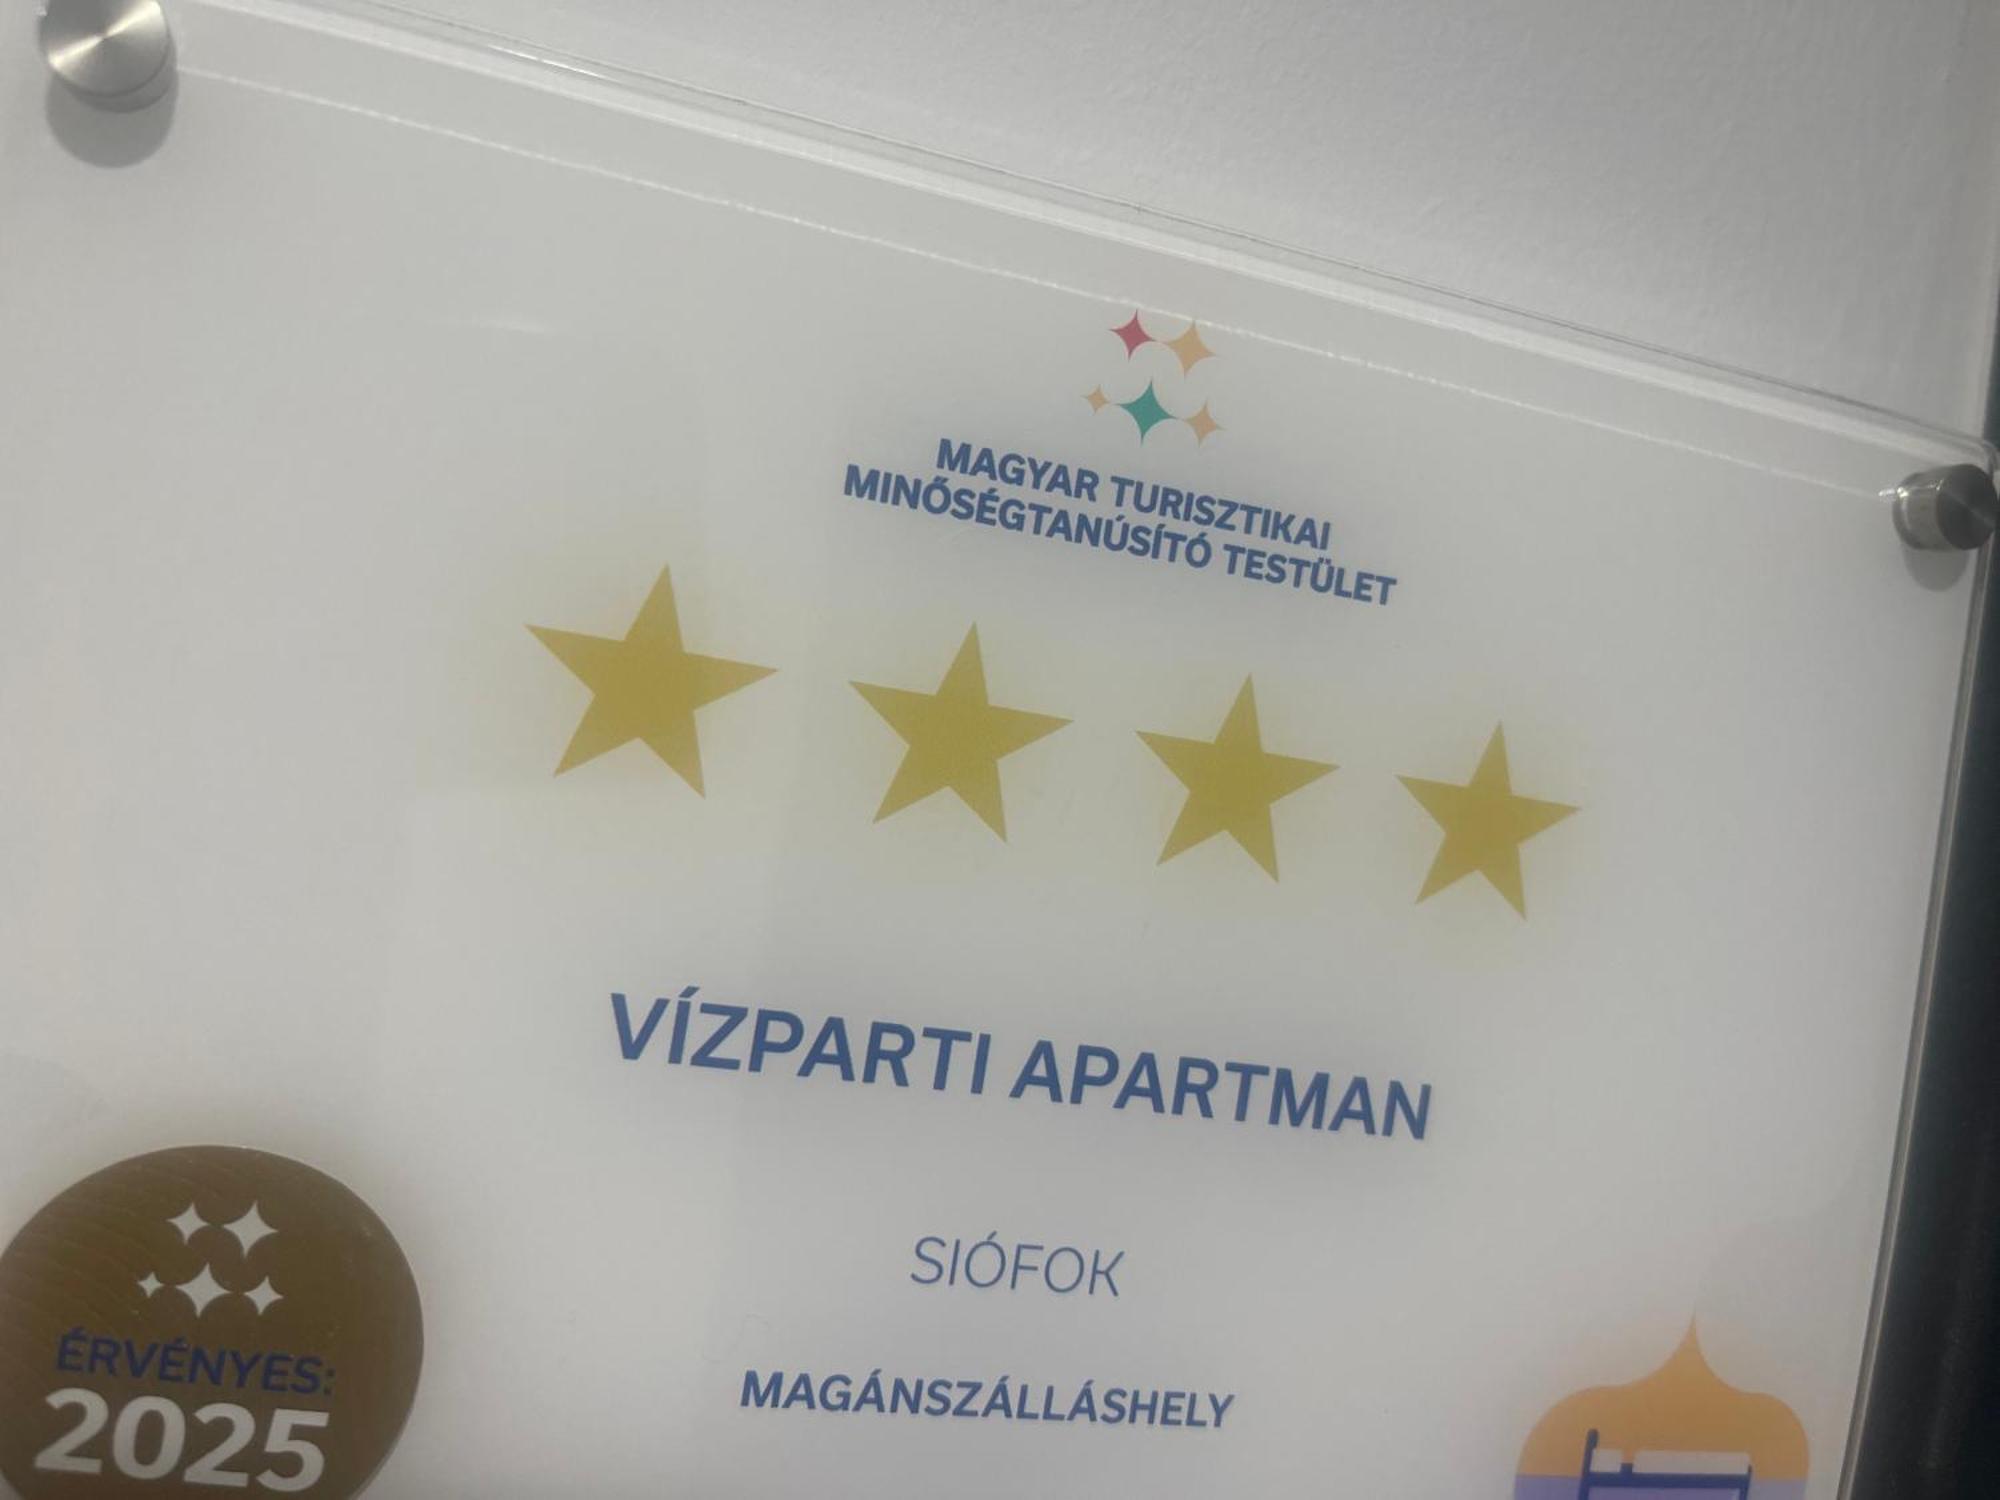 MAGYAR TURISZTIKAI
MINŐSÉGTANÚSÍTÓ TESTÜLET
VÍZPARTI APARTMAN
SIÓFOK
MAGÁNSZÁLLÁSHELY
ÉRVÉNYES:
2025